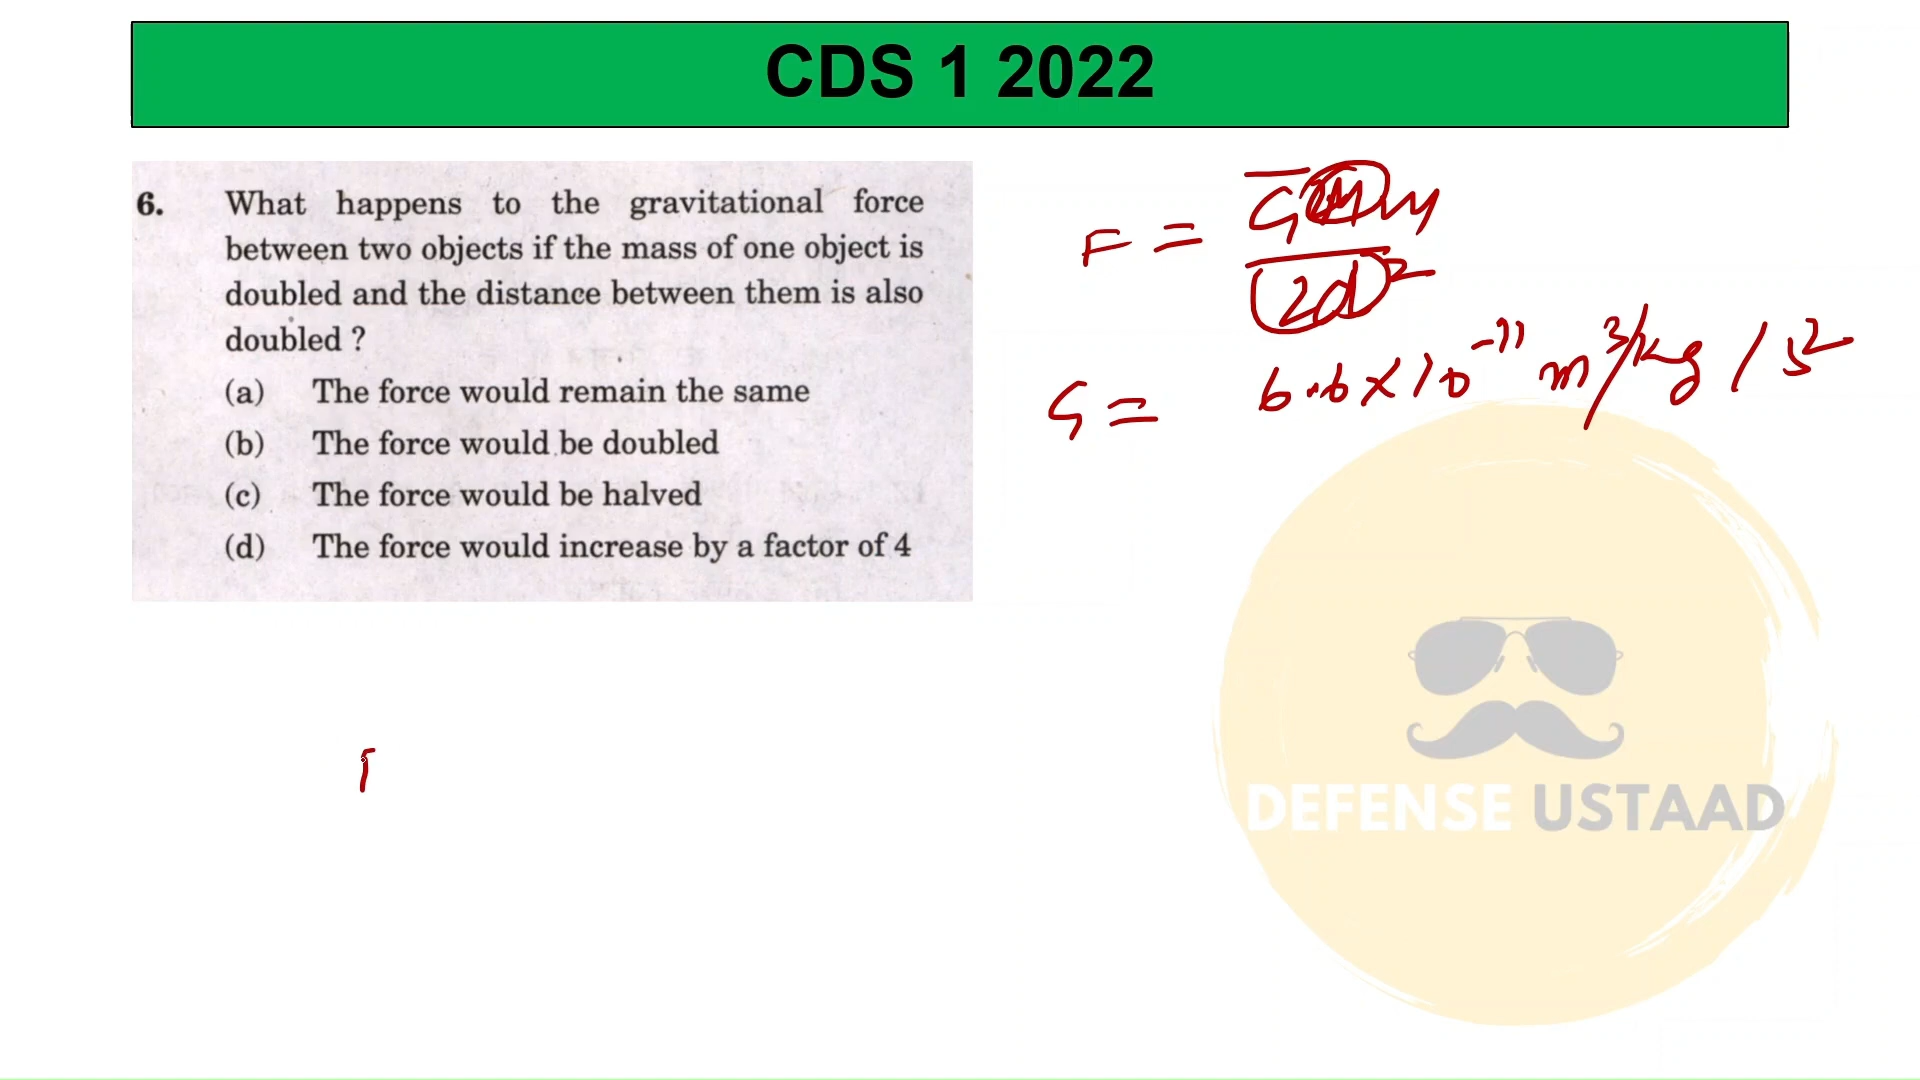 CDS 1 2022
6. What happens to the gravitational force
between two objects if the mass of one object is
doubled and the distance between them is also
doubled ?
(a) The force would remain the same
(b) The force would be doubled
(c) The force would be halved
(d) The force would increase by a factor of 4
F =
(2d)²
G = 6.6×10⁻¹¹ m³/kg/s²
DEFENSE USTAAD